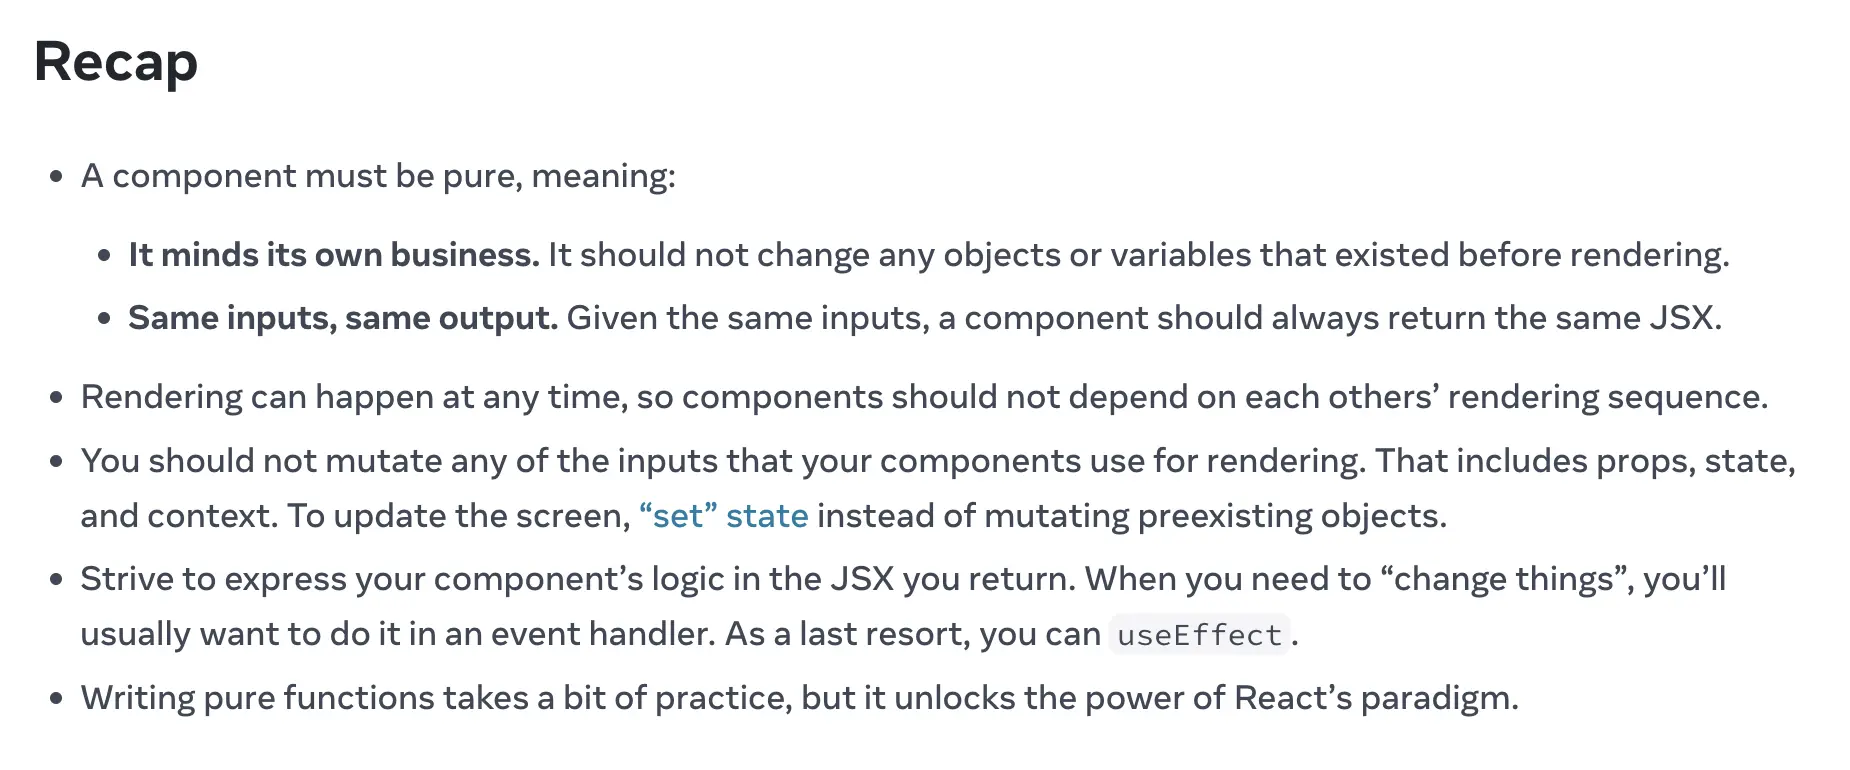 Recap
A component must be pure, meaning:
It minds its own business. It should not change any objects or variables that existed before rendering.
Same inputs, same output. Given the same inputs, a component should always return the same JSX.
Rendering can happen at any time, so components should not depend on each others’ rendering sequence.
You should not mutate any of the inputs that your components use for rendering. That includes props, state,
and context. To update the screen, “set” state instead of mutating preexisting objects.
Strive to express your component’s logic in the JSX you return. When you need to “change things”, you’ll
usually want to do it in an event handler. As a last resort, you can useEffect.
Writing pure functions takes a bit of practice, but it unlocks the power of React’s paradigm.